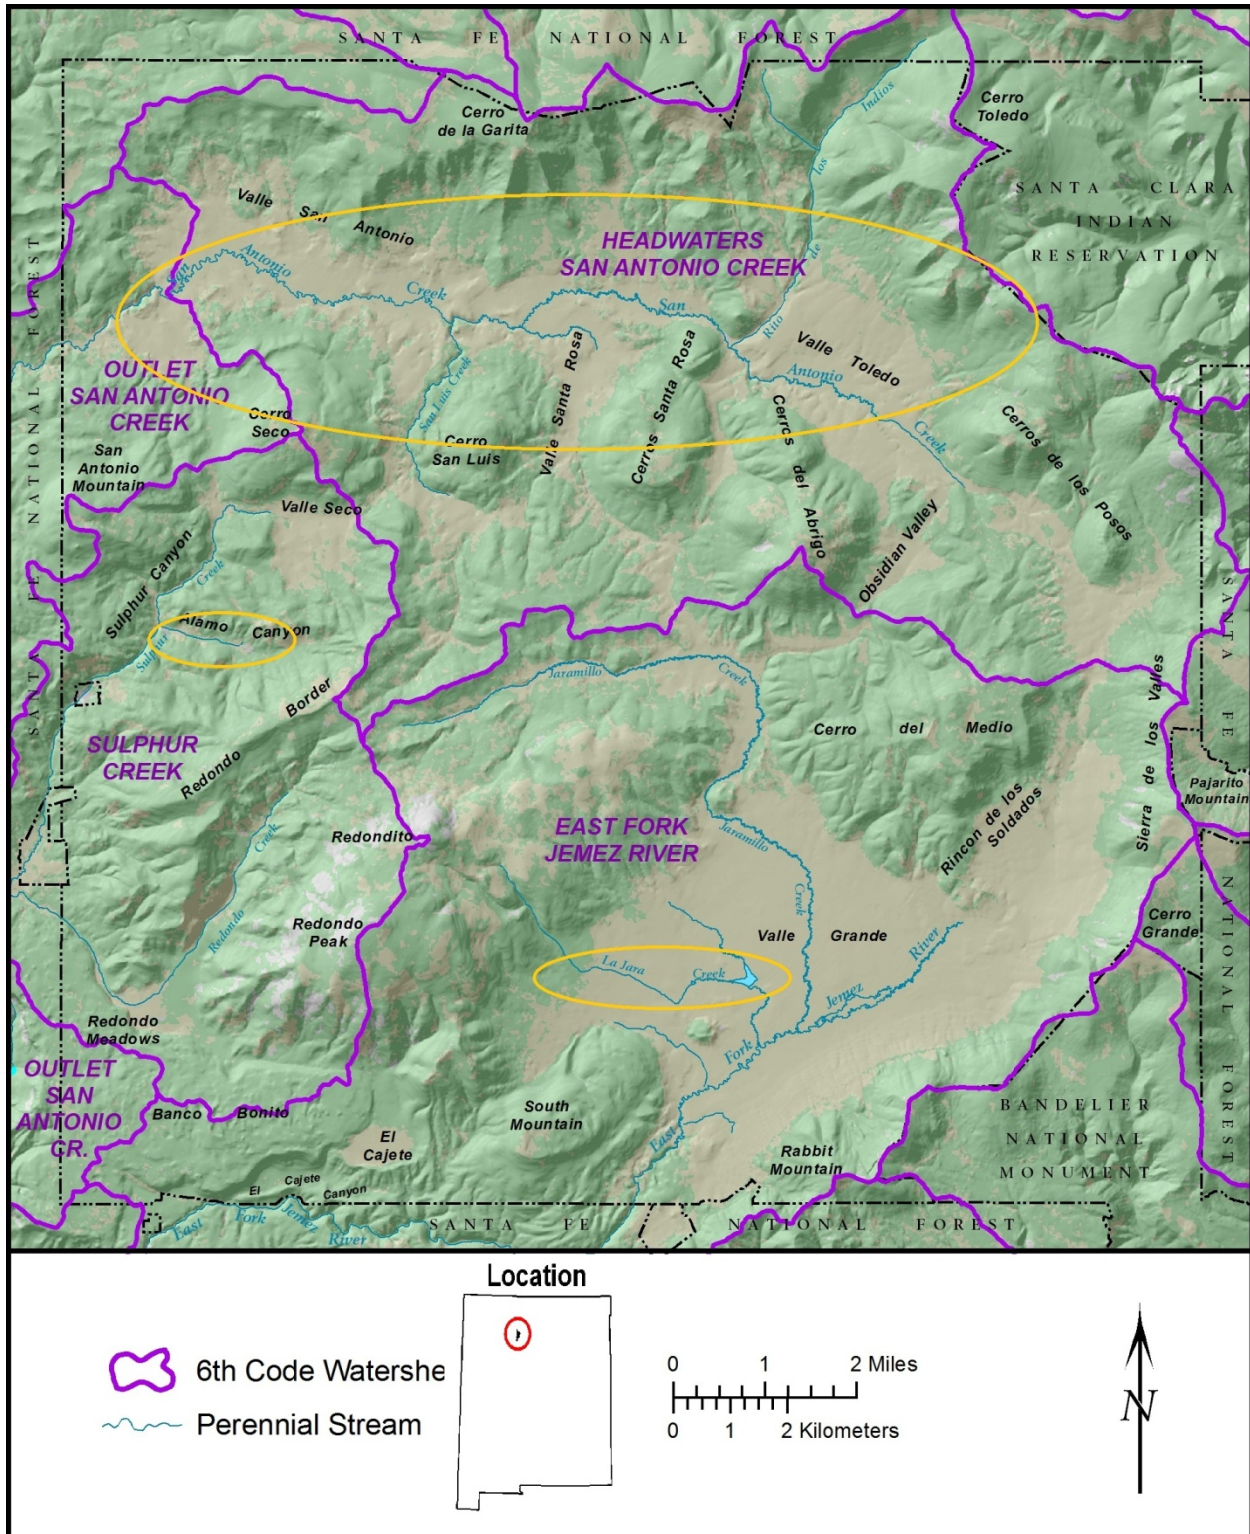 SANTA FE NATIONAL FOREST
Cerro
de la Garita
Cerro
Toledo
Indios
los
de
Rito
SANTA CLARA
INDIAN
RESERVATION
Valle San Antonio
HEADWATERS
SAN ANTONIO CREEK
San Antonio Creek
San Antonio Creek
SANTA FE NATIONAL FOREST
OUTLET
SAN ANTONIO
CREEK
Cerro
Seco
San
Antonio
Mountain
San Luis Creek
Cerro
San Luis
Valle Santa Rosa
Cerros Santa Rosa
Valle Toledo
Cerros del Abrigo
Cerros de los Posos
Obsidian Valley
Valle Seco
Sulphur Canyon
Sulphur Creek
Alamo Canyon
Redondo Border
SULPHUR
CREEK
Jaramillo Creek
Cerro del Medio
Sierra de los Valles
SANTA FE NATIONAL FOREST
Pajarito
Mountain
Rincon de los
Soldados
EAST FORK
JEMEZ RIVER
Jaramillo Creek
Redondito
Redondo Creek
Redondo
Peak
Valle Grande
Cerro
Grande
La Jara Creek
East Fork Jemez River
Redondo
Meadows
OUTLET
SAN
ANTONIO
CR.
Banco Bonito
El
Cajete
South
Mountain
Rabbit
Mountain
BANDELIER
NATIONAL
MONUMENT
El Cajete Canyon
East Fork Jemez River
SANTA FE NATIONAL FOREST
Location
6th Code Watershe
Perennial Stream
0 1 2 Miles
0 1 2 Kilometers
N